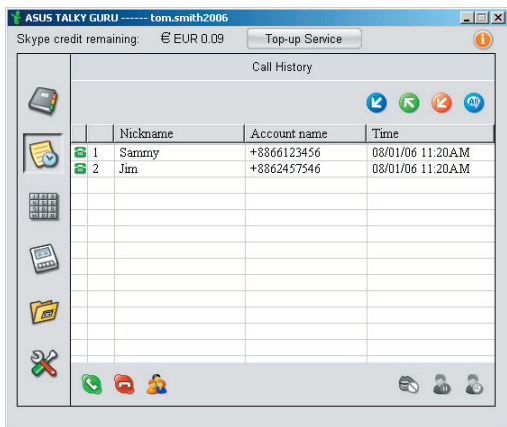 ASUS TALKY GURU ------ tom.smith2006
Skype credit remaining: € EUR 0.09 Top-up Service
Call History
All
Nickname Account name Time
1 Sammy +8866123456 08/01/06 11:20AM
2 Jim +8862457546 08/01/06 11:20AM